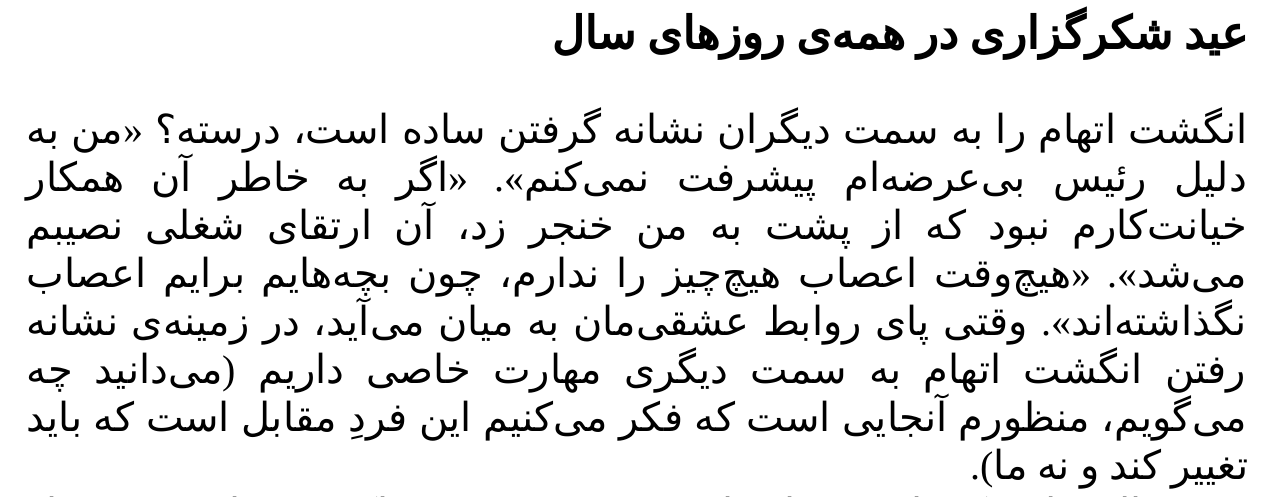 عید شکرگزاری در همه‌ی روزهای سال
انگشت اتهام را به سمت دیگران نشانه گرفتن ساده است، درسته؟ «من به
دلیل رئیس بی‌عرضه‌ام پیشرفت نمی‌کنم». «اگر به خاطر آن همکار
خیانت‌کارم نبود که از پشت به من خنجر زد، آن ارتقای شغلی نصیبم
می‌شد». «هیچ‌وقت اعصاب هیچ‌چیز را ندارم، چون بچه‌هایم برایم اعصاب
نگذاشته‌اند». وقتی پای روابط عشقی‌مان به میان می‌آید، در زمینه‌ی نشانه
رفتن انگشت اتهام به سمت دیگری مهارت خاصی داریم (می‌دانید چه
می‌گویم، منظورم آنجایی است که فکر می‌کنیم این فردِ مقابل است که باید
تغییر کند و نه ما).